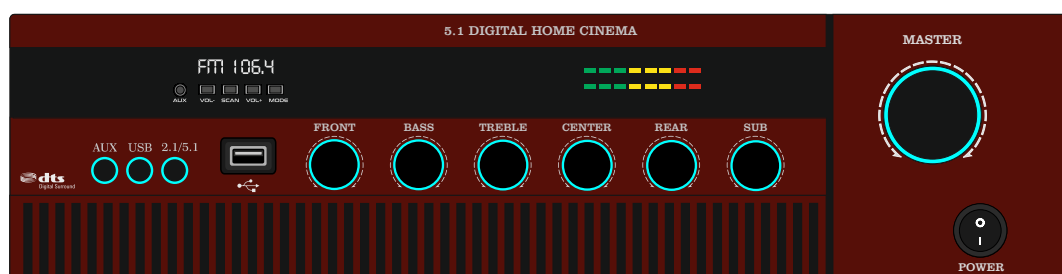 5.1 DIGITAL HOME CINEMA
MASTER
FM 106.4
AUX VOL- SCAN VOL+ MODE
FRONT BASS TREBLE CENTER REAR SUB
AUX USB 2.1/5.1
dts
Digital Surround
POWER